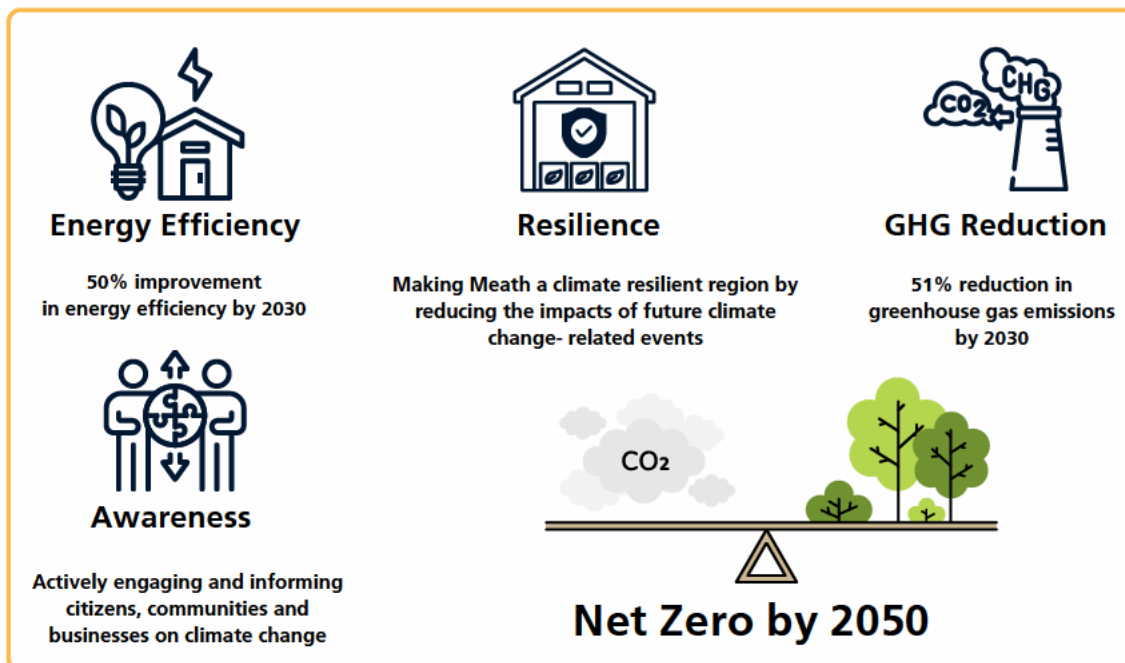 CO2
CHG
Energy Efficiency
50% improvement
in energy efficiency by 2030
Resilience
Making Meath a climate resilient region by
reducing the impacts of future climate
change- related events
GHG Reduction
51% reduction in
greenhouse gas emissions
by 2030
Awareness
Actively engaging and informing
citizens, communities and
businesses on climate change
CO2
Net Zero by 2050